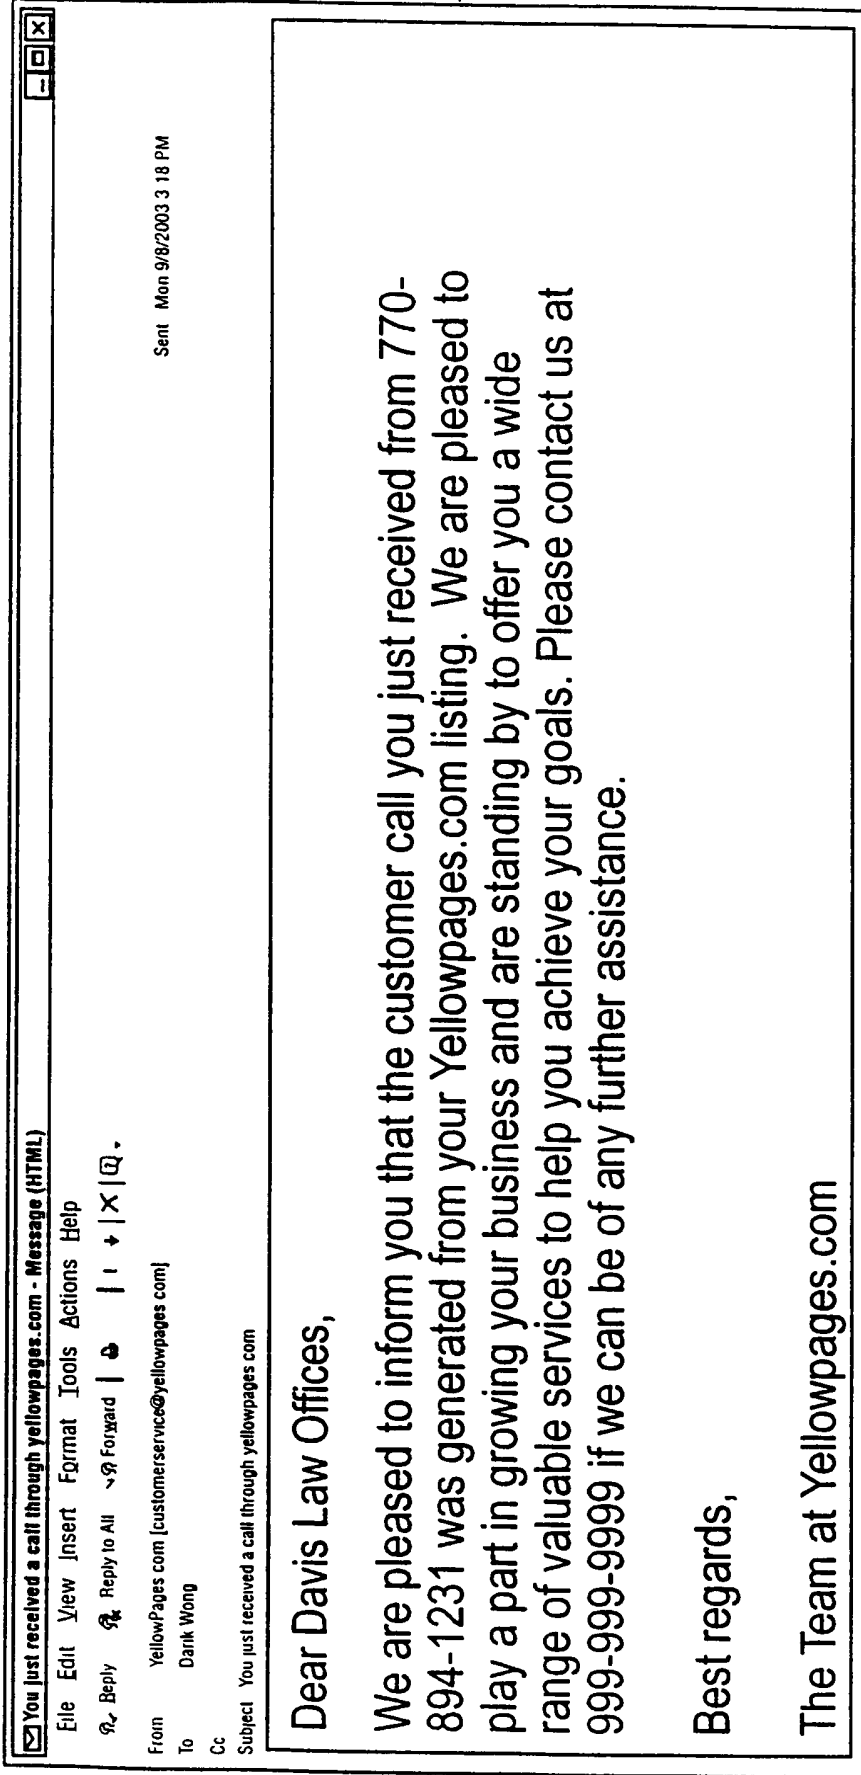 You just received a call through yellowpages.com - Message (HTML)
File Edit View Insert Format Tools Actions Help
Reply Reply to All Forward
From YellowPages com [customerservice@yellowpages com] Sent Mon 9/8/2003 3 18 PM
To Darik Wong
Cc
Subject You just received a call through yellowpages com
Dear Davis Law Offices,
We are pleased to inform you that the customer call you just received from 770-
894-1231 was generated from your Yellowpages.com listing. We are pleased to
play a part in growing your business and are standing by to offer you a wide
range of valuable services to help you achieve your goals. Please contact us at
999-999-9999 if we can be of any further assistance.
Best regards,
The Team at Yellowpages.com